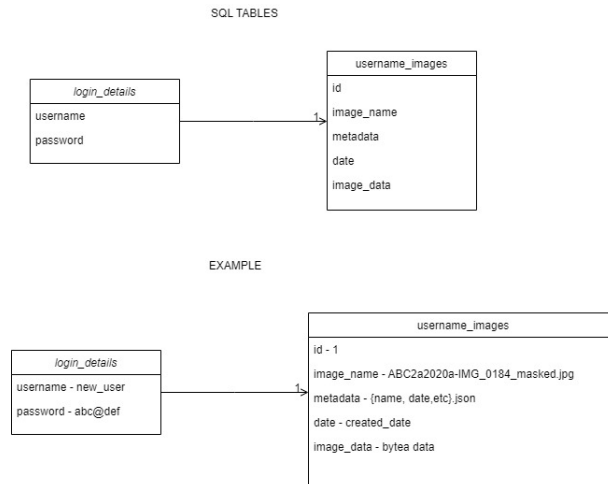 SQL TABLES
login_details
username
password
1
username_images
id
image_name
metadata
date
image_data
EXAMPLE
login_details
username - new_user
password - abc@def
1
username_images
id - 1
image_name - ABC2a2020a-IMG_0184_masked.jpg
metadata - {name, date,etc}.json
date - created_date
image_data - bytea data